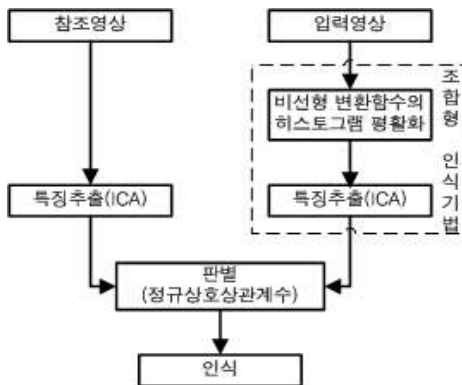 참조영상
입력영상
비선형 변환함수의
히스토그램 평활화
조합형 인식기법
특징추출(ICA)
특징추출(ICA)
판별
(정규상호상관계수)
인식